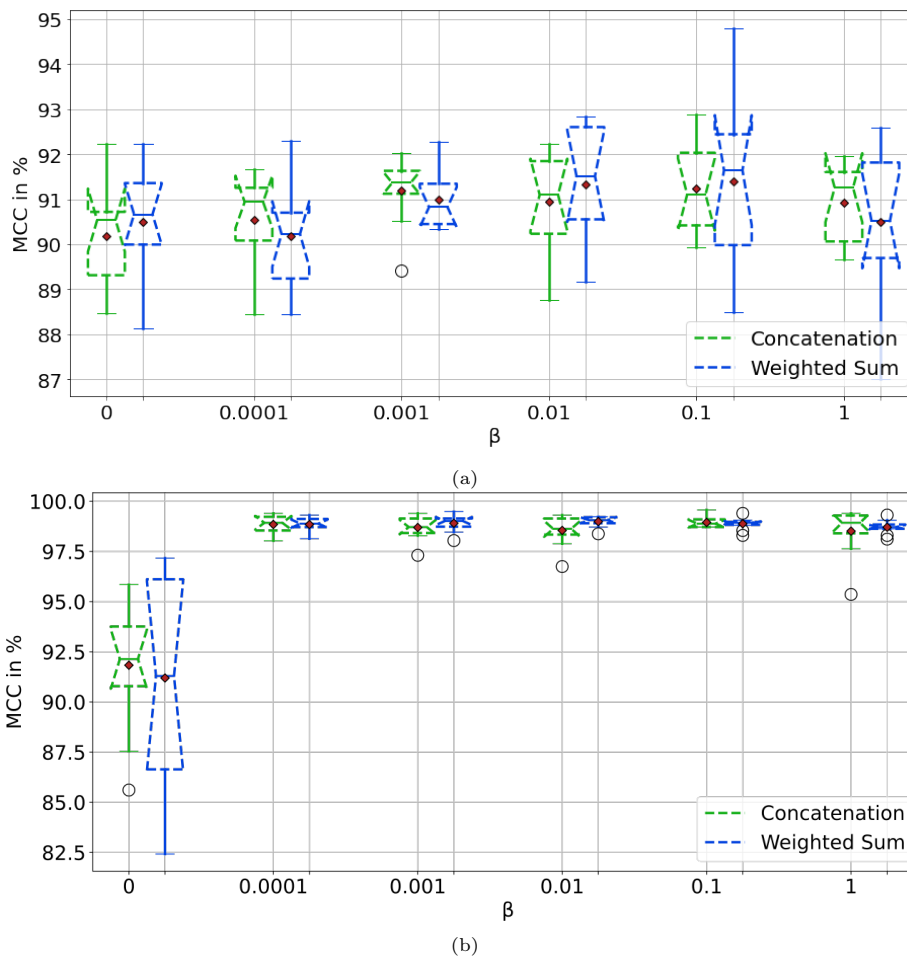 95
94
93
92
91
90
89
88
87
MCC in %
Concatenation
Weighted Sum
0 0.0001 0.001 0.01 0.1 1
β
(a)
100.0
97.5
95.0
92.5
90.0
87.5
85.0
82.5
MCC in %
Concatenation
Weighted Sum
0 0.0001 0.001 0.01 0.1 1
β
(b)